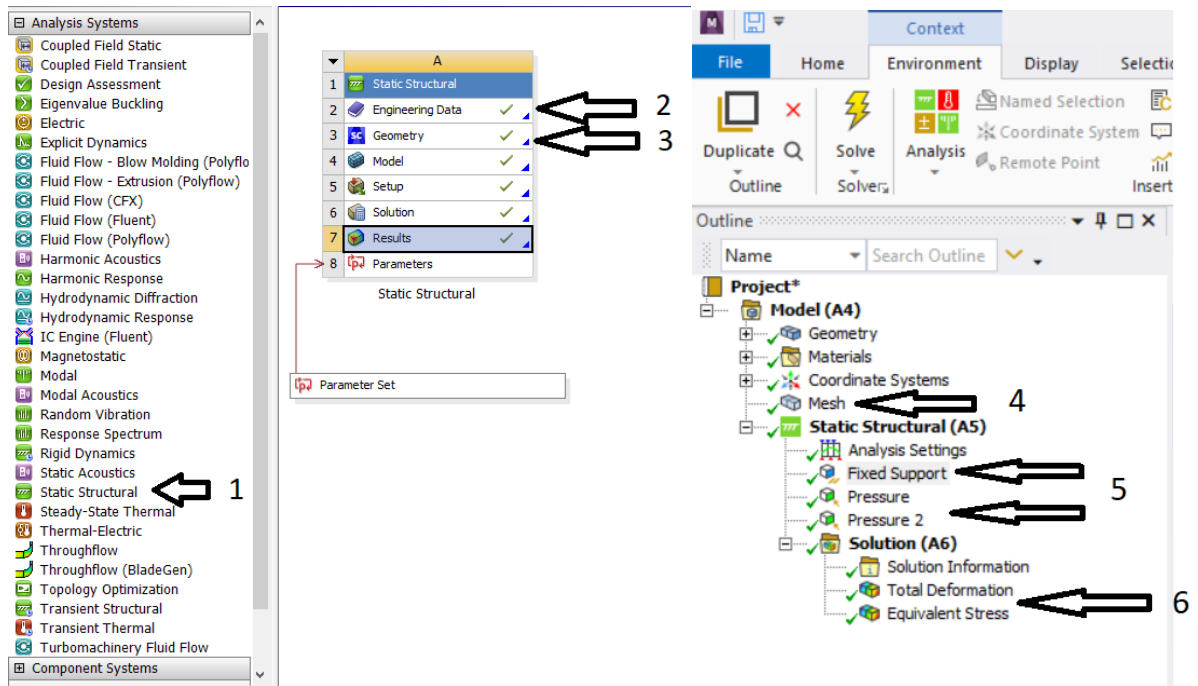 Analysis Systems
Coupled Field Static
Coupled Field Transient
Design Assessment
Eigenvalue Buckling
Electric
Explicit Dynamics
Fluid Flow - Blow Molding (Polyflo
Fluid Flow - Extrusion (Polyflow)
Fluid Flow (CFX)
Fluid Flow (Fluent)
Fluid Flow (Polyflow)
Harmonic Acoustics
Harmonic Response
Hydrodynamic Diffraction
Hydrodynamic Response
IC Engine (Fluent)
Magnetostatic
Modal
Modal Acoustics
Random Vibration
Response Spectrum
Rigid Dynamics
Static Acoustics
Static Structural
1
Steady-State Thermal
Thermal-Electric
Throughflow
Throughflow (BladeGen)
Topology Optimization
Transient Structural
Transient Thermal
Turbomachinery Fluid Flow
Component Systems
A
1 Static Structural
2 Engineering Data
2
3 SC Geometry
3
4 Model
5 Setup
6 Solution
7 Results
8 Parameters
Static Structural
Parameter Set
M
Context
File Home Environment Display Selectio
Duplicate
Solve
Analysis
Named Selection
Coordinate System
Remote Point
Outline
Solver
Insert
Outline
Name
Search Outline
Project*
Model (A4)
Geometry
Materials
Coordinate Systems
Mesh
4
Static Structural (A5)
Analysis Settings
Fixed Support
5
Pressure
Pressure 2
Solution (A6)
Solution Information
Total Deformation
6
Equivalent Stress